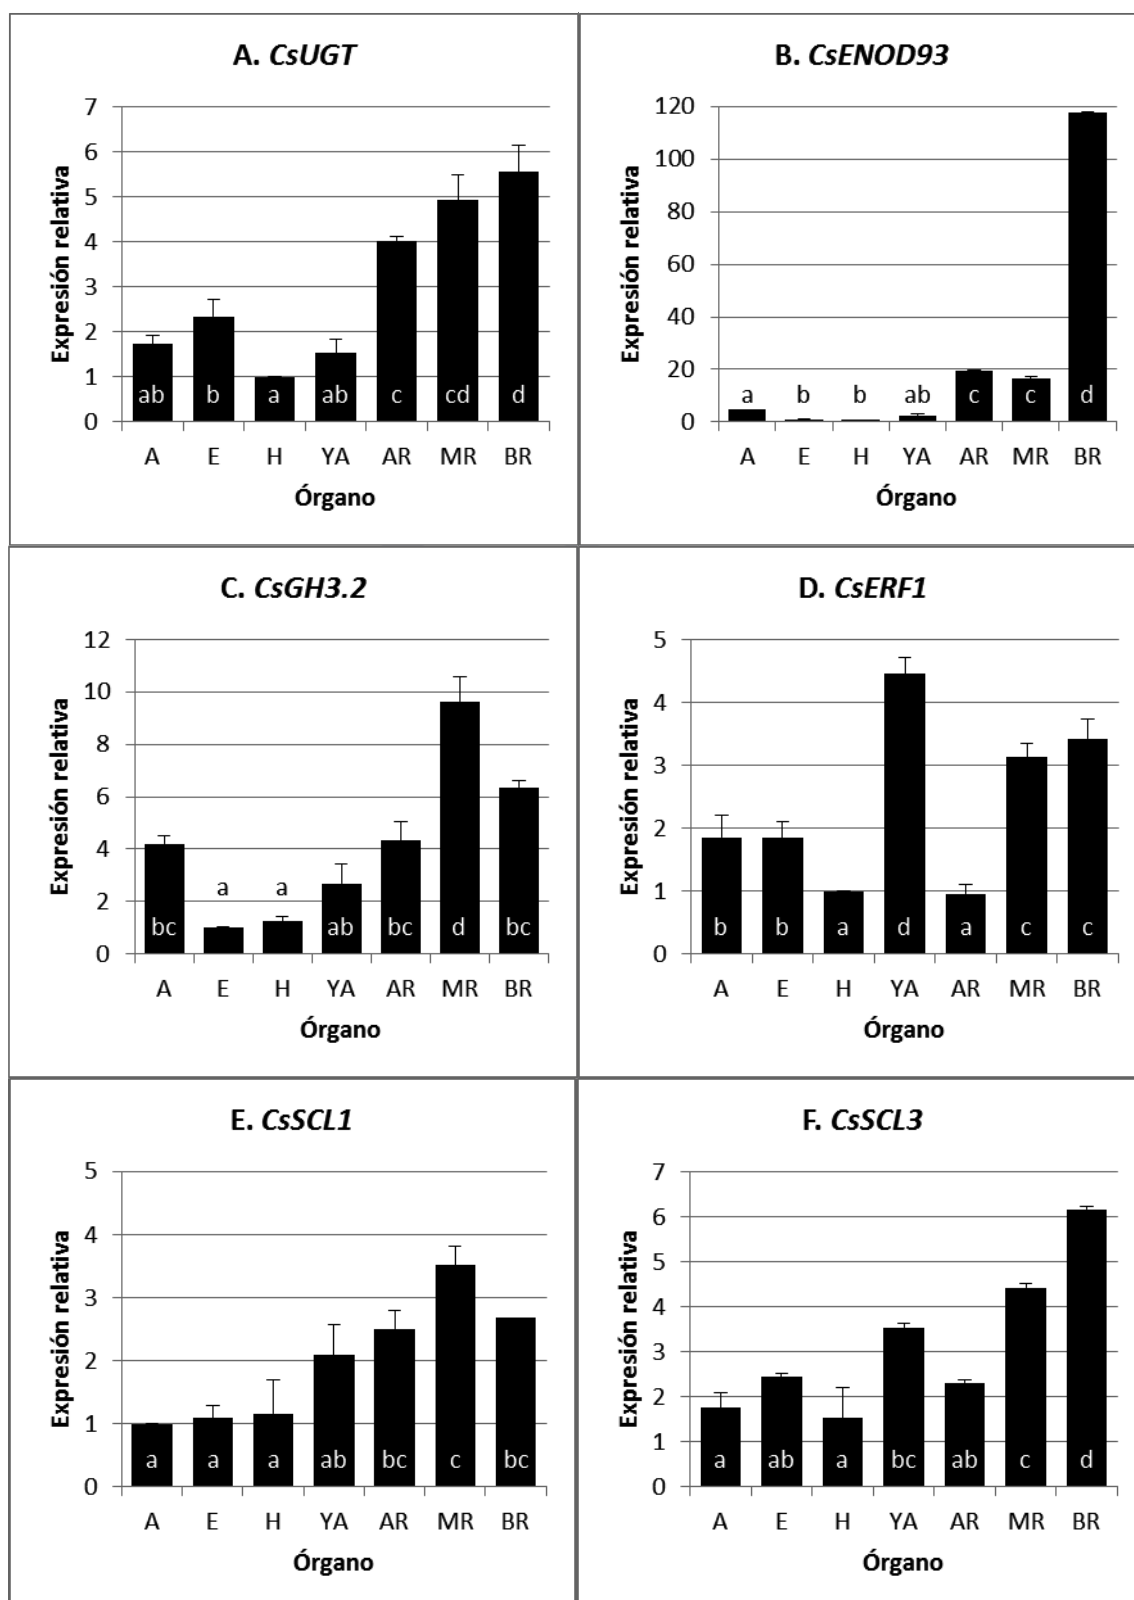 A. CsUGT
Expresión relativa
7
6
5
4
3
2
1
0
ab b a ab c cd d
A E H YA AR MR BR
Órgano
B. CsENOD93
Expresión relativa
120
100
80
60
40
20
0
a b b ab c c d
A E H YA AR MR BR
Órgano
C. CsGH3.2
Expresión relativa
12
10
8
6
4
2
0
bc a a ab bc d bc
A E H YA AR MR BR
Órgano
D. CsERF1
Expresión relativa
5
4
3
2
1
0
b b a d a c c
A E H YA AR MR BR
Órgano
E. CsSCL1
Expresión relativa
5
4
3
2
1
0
a a a ab bc c bc
A E H YA AR MR BR
Órgano
F. CsSCL3
Expresión relativa
7
6
5
4
3
2
1
0
a ab a bc ab c d
A E H YA AR MR BR
Órgano